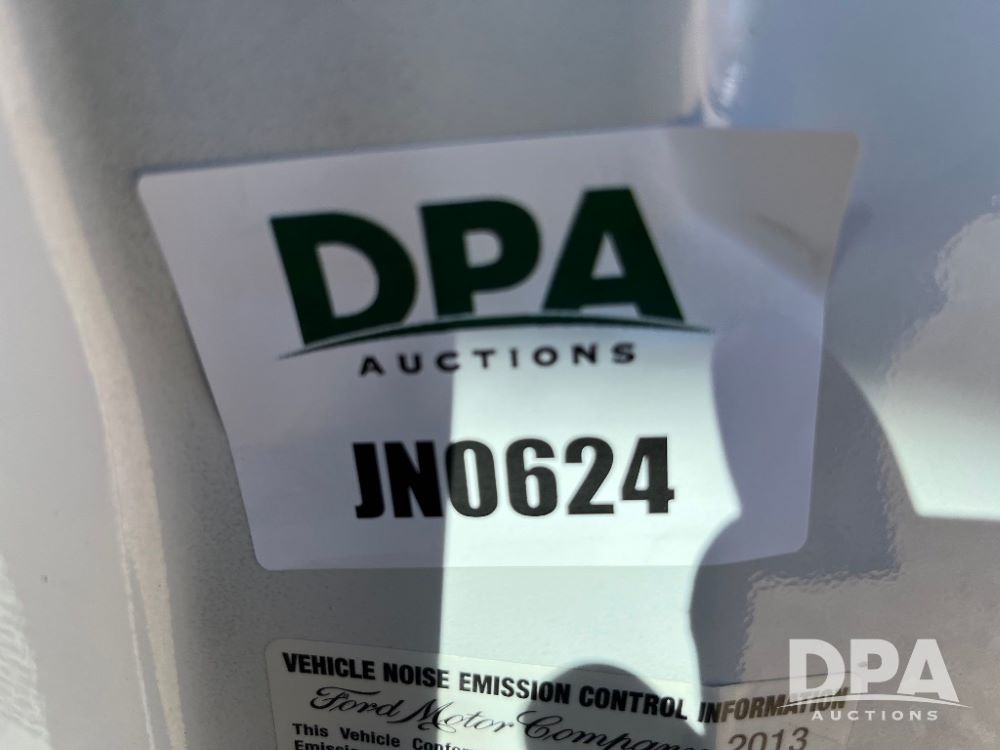 DPA
AUCTIONS
JN0624
VEHICLE NOISE EMISSION CONTROL INFORMATION
Ford Motor Company
This Vehicle
2013
DPA
AUCTIONS